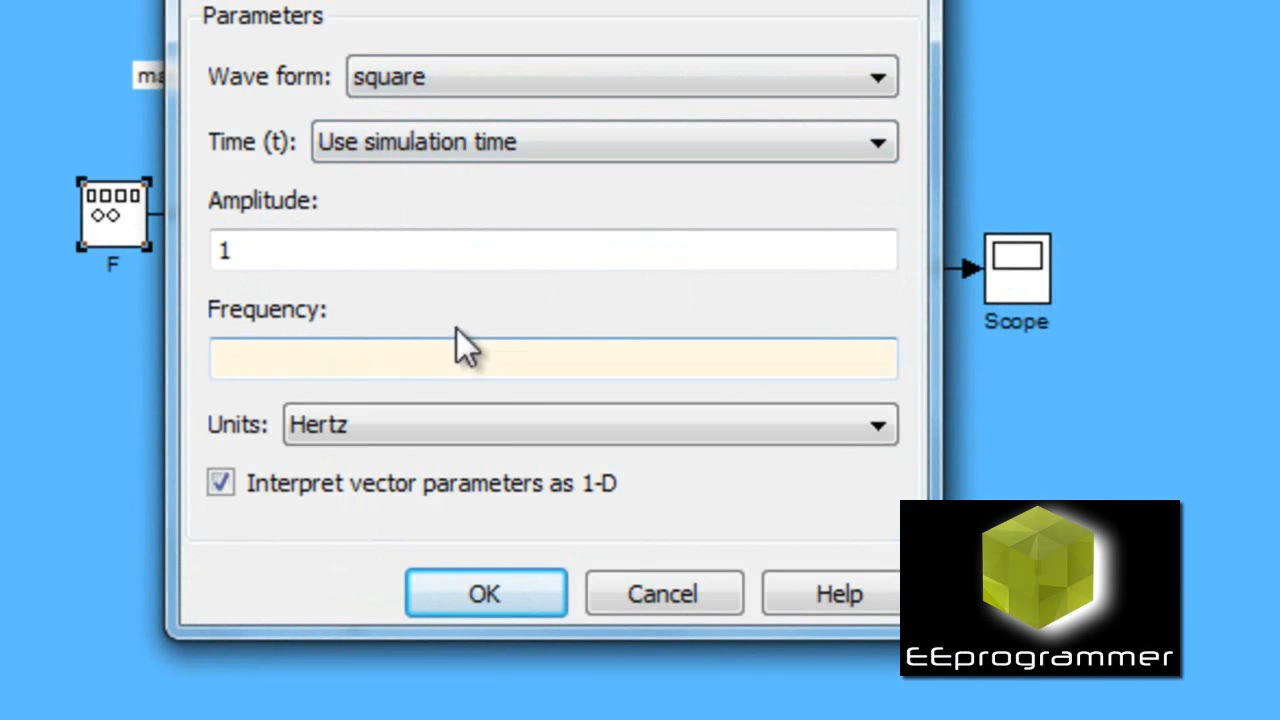 Parameters
Wave form: square
ma
Time (t): Use simulation time
Amplitude:
1
F
Frequency:
Scope
Units: Hertz
Interpret vector parameters as 1-D
OK Cancel Help
EEprogrammer